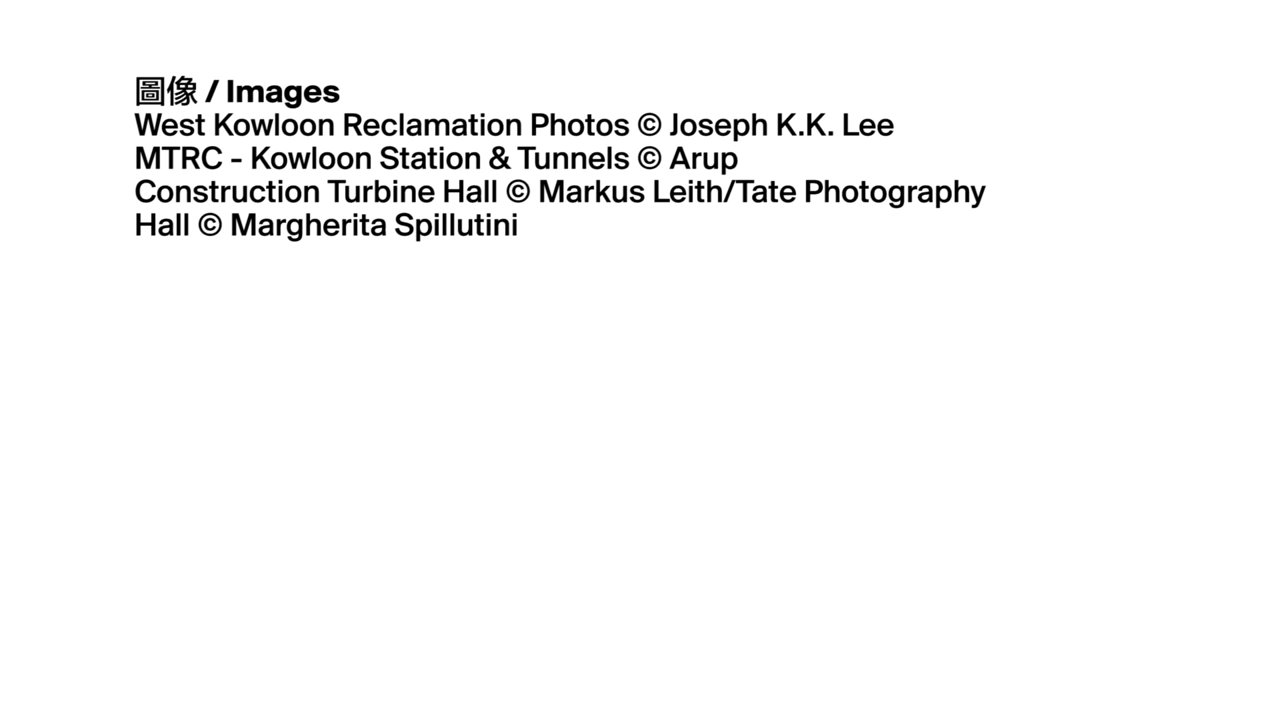 圖像 / Images
West Kowloon Reclamation Photos © Joseph K.K. Lee
MTRC - Kowloon Station & Tunnels © Arup
Construction Turbine Hall © Markus Leith/Tate Photography
Hall © Margherita Spillutini